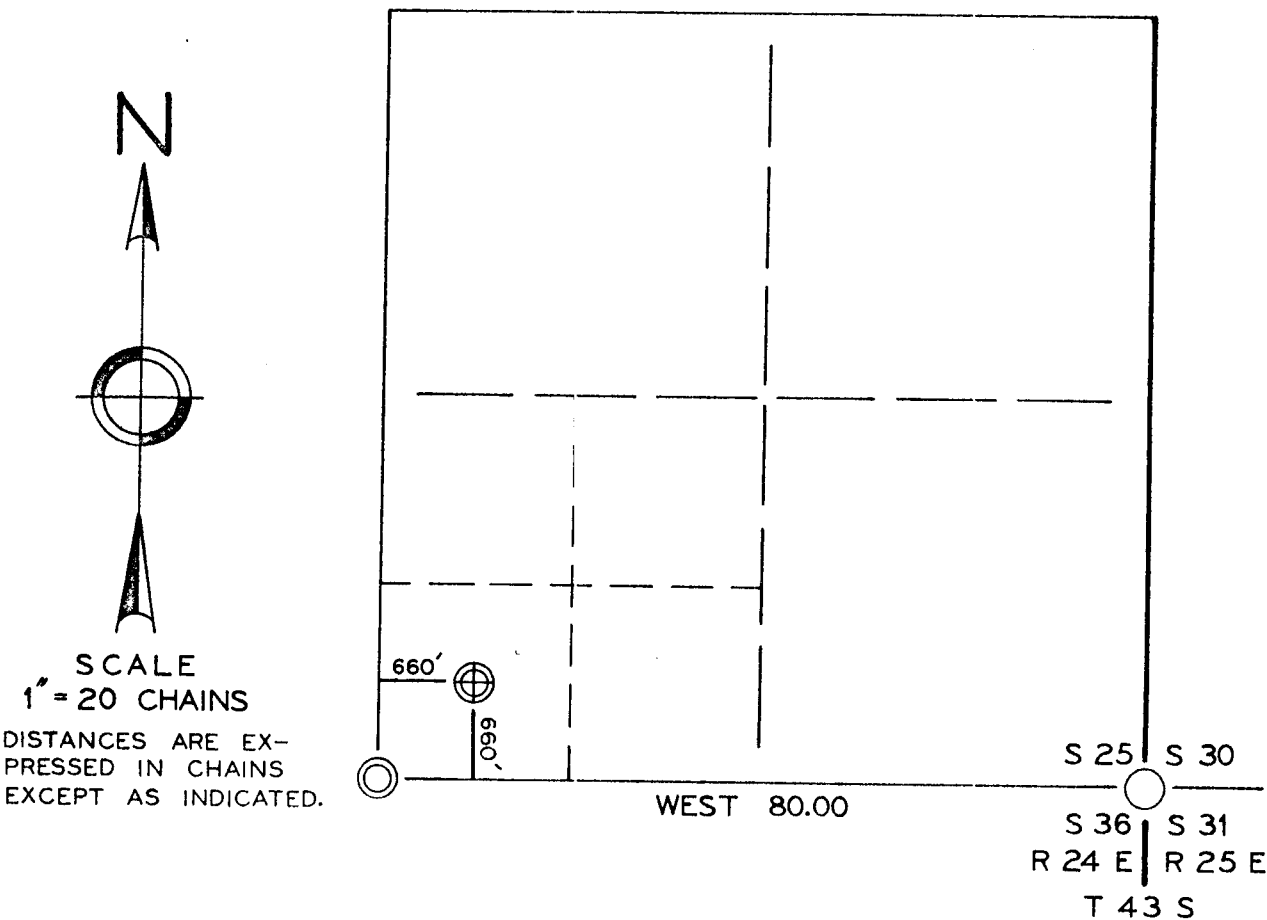 N
SCALE
1" = 20 CHAINS
DISTANCES ARE EX-
PRESSED IN CHAINS
EXCEPT AS INDICATED.
660'
660'
WEST 80.00
S 25 S 30
S 36 S 31
R 24 E R 25 E
T 43 S